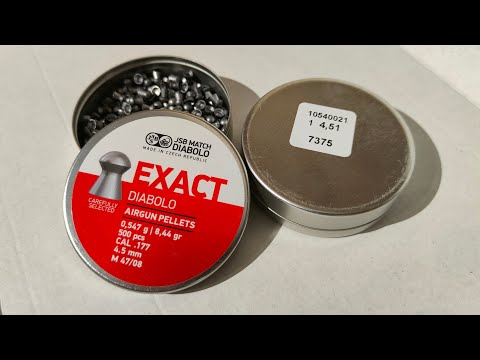 JSB MATCH
DIABOLO
MADE IN CZECH REPUBLIC
EXACT
DIABOLO
CAREFULLY
SELECTED
AIRGUN PELLETS
0,547 g | 8,44 gr
500 pcs
CAL .177
4.5 mm
M 47/08
10540021
1 4,51
7375